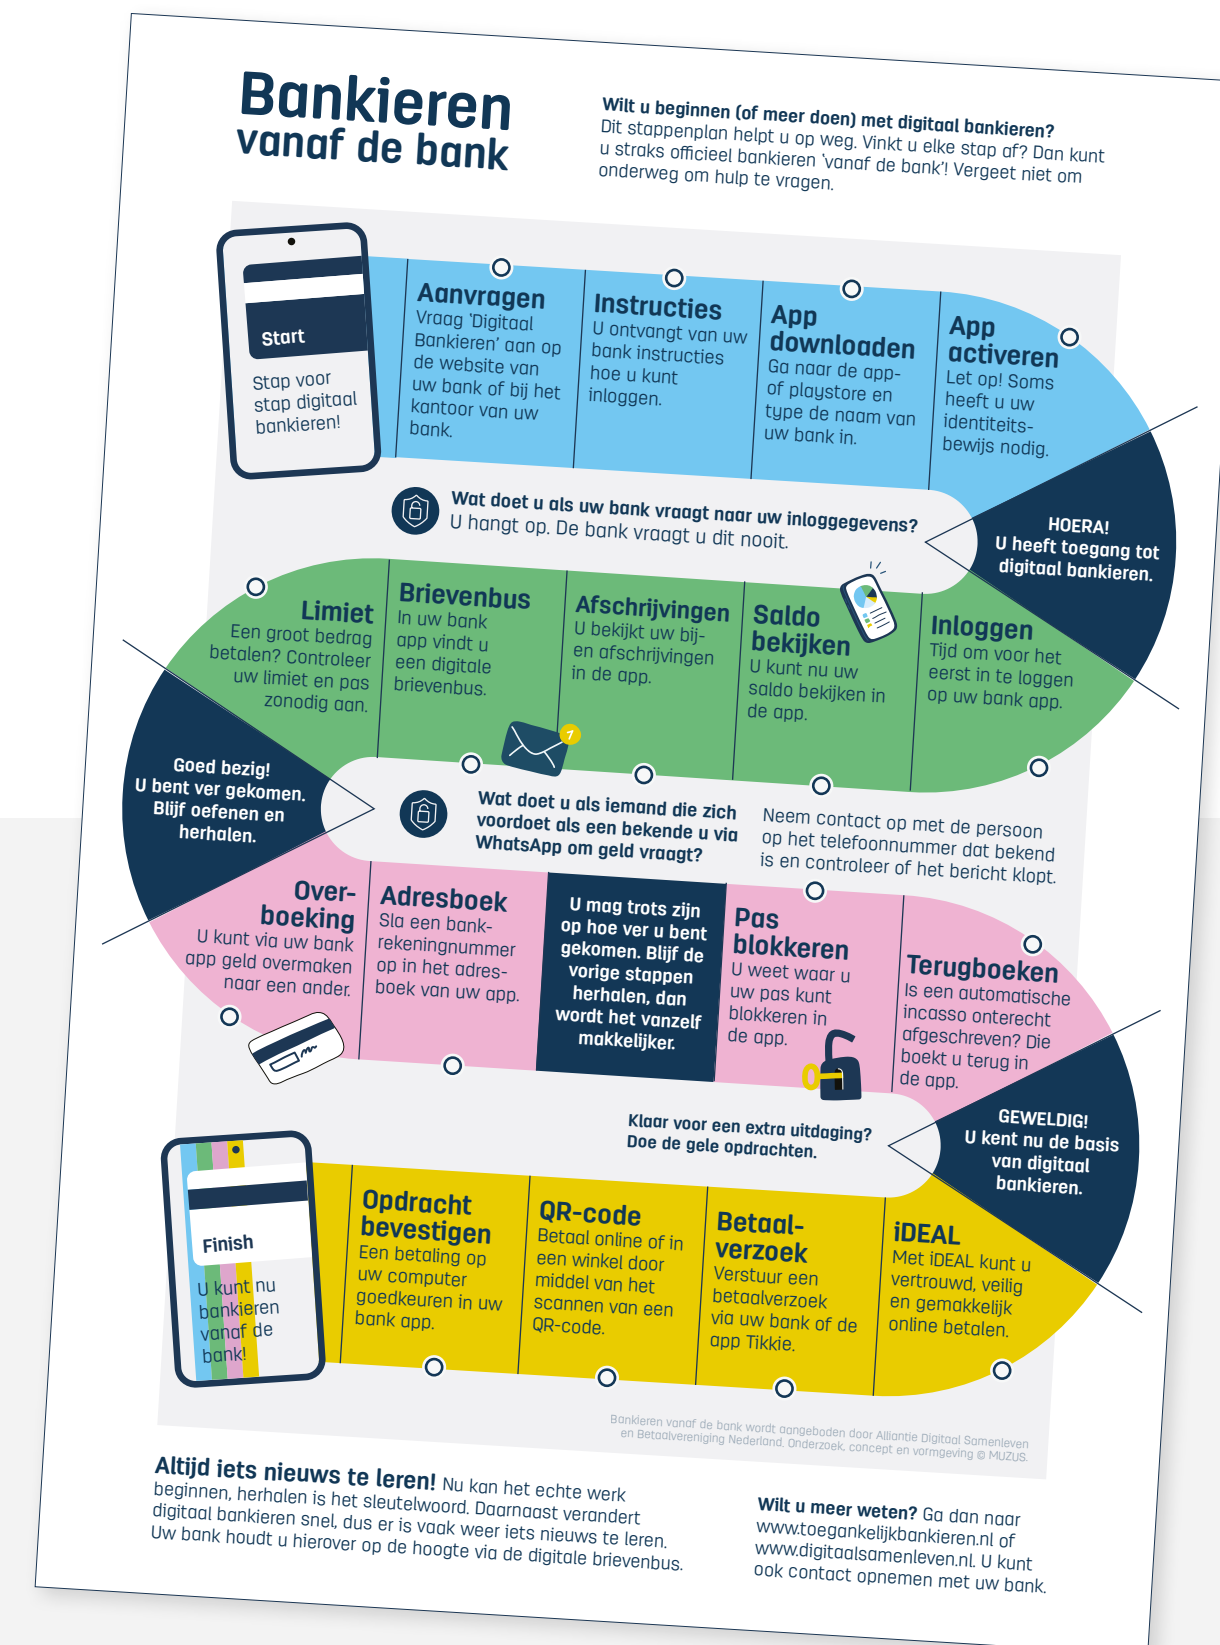 Bankieren
vanaf de bank
Wilt u beginnen (of meer doen) met digitaal bankieren?
Dit stappenplan helpt u op weg. Vinkt u elke stap af? Dan kunt
u straks officieel bankieren ‘vanaf de bank’! Vergeet niet om
onderweg om hulp te vragen.
Start
Stap voor
stap digitaal
bankieren!
Aanvragen
Vraag ‘Digitaal
Bankieren’ aan op
de website van
uw bank of bij het
kantoor van uw
bank.
Instructies
U ontvangt van uw
bank instructies
hoe u kunt
inloggen.
App
downloaden
Ga naar de app-
of playstore en
type de naam van
uw bank in.
App
activeren
Let op! Soms
heeft u uw
identiteits-
bewijs nodig.
HOERA!
U heeft toegang tot
digitaal bankieren.
Wat doet u als uw bank vraagt naar uw inloggegevens?
U hangt op. De bank vraagt u dit nooit.
Limiet
Een groot bedrag
betalen? Controleer
uw limiet en pas
zonodig aan.
Brievenbus
In uw bank
app vindt u
een digitale
brievenbus.
Afschrijvingen
U bekijkt uw bij-
en afschrijvingen
in de app.
Saldo
bekijken
U kunt nu uw
saldo bekijken in
de app.
Inloggen
Tijd om voor het
eerst in te loggen
op uw bank app.
7
Goed bezig!
U bent ver gekomen.
Blijf oefenen en
herhalen.
Wat doet u als iemand die zich
voordoet als een bekende u via
WhatsApp om geld vraagt?
Neem contact op met de persoon
op het telefoonnummer dat bekend
is en controleer of het bericht klopt.
Over-
boeking
U kunt via uw bank
app geld overmaken
naar een ander.
Adresboek
Sla een bank-
rekeningnummer
op in het adres-
boek van uw app.
U mag trots zijn
op hoe ver u bent
gekomen. Blijf de
vorige stappen
herhalen, dan
wordt het vanzelf
makkelijker.
Pas
blokkeren
U weet waar u
uw pas kunt
blokkeren in
de app.
Terugboeken
Is een automatische
incasso onterecht
afgeschreven? Die
boekt u terug in
de app.
GEWELDIG!
U kent nu de basis
van digitaal
bankieren.
Klaar voor een extra uitdaging?
Doe de gele opdrachten.
Finish
U kunt nu
bankieren
vanaf de
bank!
Opdracht
bevestigen
Een betaling op
uw computer
goedkeuren in uw
bank app.
QR-code
Betaal online of in
een winkel door
middel van het
scannen van een
QR-code.
Betaal-
verzoek
Verstuur een
betaalverzoek
via uw bank of de
app Tikkie.
iDEAL
Met iDEAL kunt u
vertrouwd, veilig
en gemakkelijk
online betalen.
Bankieren vanaf de bank wordt aangeboden door Alliantie Digitaal Samenleven
en Betaalvereniging Nederland. Onderzoek, concept en vormgeving © MUZUS.
Altijd iets nieuws te leren! Nu kan het echte werk
beginnen, herhalen is het sleutelwoord. Daarnaast verandert
digitaal bankieren snel, dus er is vaak weer iets nieuws te leren.
Uw bank houdt u hierover op de hoogte via de digitale brievenbus.
Wilt u meer weten? Ga dan naar
www.toegankelijkbankieren.nl of
www.digitaalsamenleven.nl. U kunt
ook contact opnemen met uw bank.